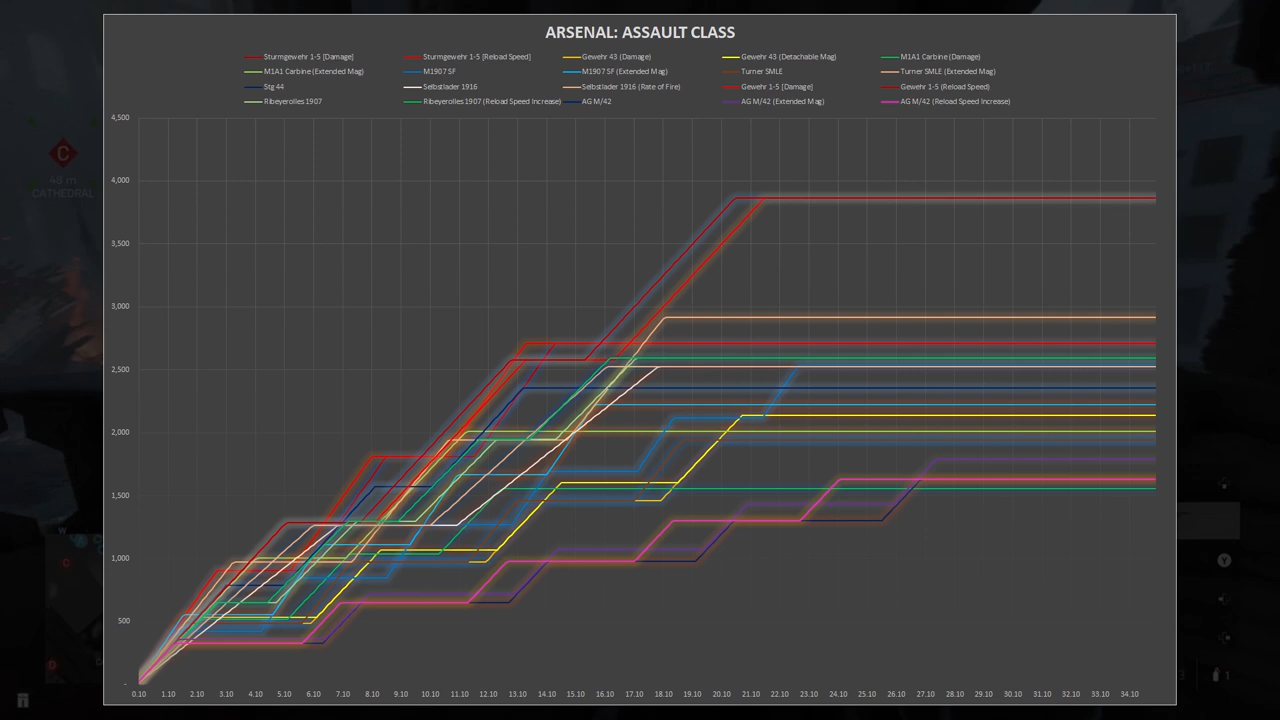 ARSENAL: ASSAULT CLASS
Sturmgewehr 1-5 [Damage] Sturmgewehr 1-5 [Reload Speed] Gewehr 43 (Damage) Gewehr 43 (Detachable Mag) M1A1 Carbine (Damage)
M1A1 Carbine (Extended Mag) M1907 SF M1907 SF (Extended Mag) Turner SMLE Turner SMLE (Extended Mag)
Stg 44 Selbstlader 1916 Selbstlader 1916 (Rate of Fire) Gewehr 1-5 [Damage] Gewehr 1-5 (Reload Speed)
Ribeyerolles 1907 Ribeyerolles 1907 (Reload Speed Increase) AG M/42 AG M/42 (Extended Mag) AG M/42 (Reload Speed Increase)
4,500
4,000
3,500
3,000
2,500
2,000
1,500
1,000
500
-
0.10 1.10 2.10 3.10 4.10 5.10 6.10 7.10 8.10 9.10 10.10 11.10 12.10 13.10 14.10 15.10 16.10 17.10 18.10 19.10 20.10 21.10 22.10 23.10 24.10 25.10 26.10 27.10 28.10 29.10 30.10 31.10 32.10 33.10 34.10
C
40 m
CATHEDRAL
W
C
D
Y
3
1